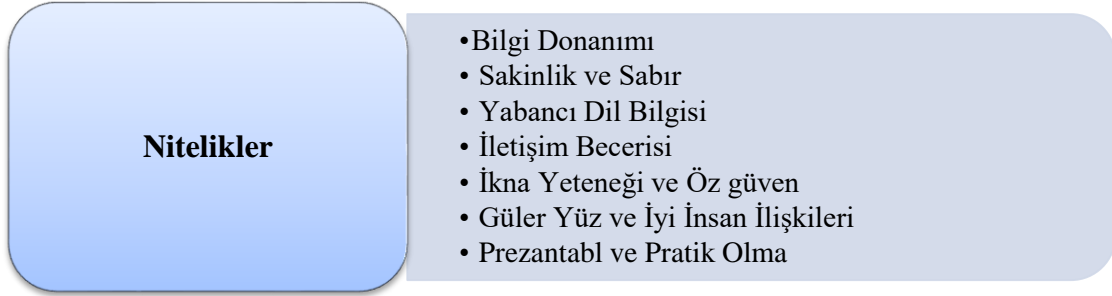 Nitelikler
•Bilgi Donanımı
• Sakinlik ve Sabır
• Yabancı Dil Bilgisi
• İletişim Becerisi
• İkna Yeteneği ve Öz güven
• Güler Yüz ve İyi İnsan İlişkileri
• Prezantabl ve Pratik Olma